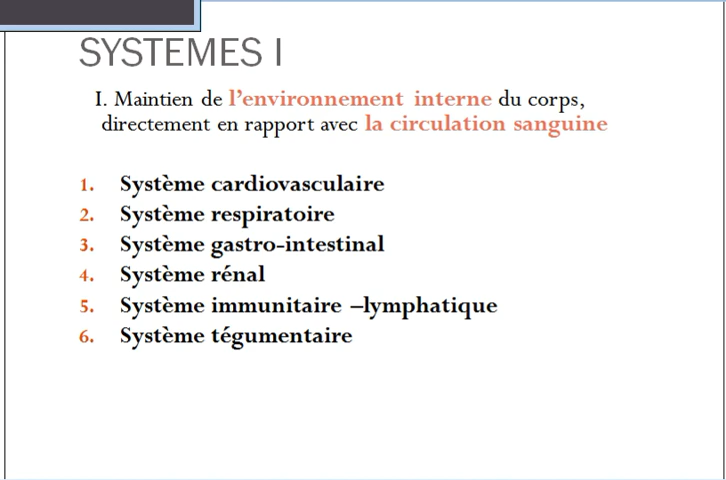 SYSTEMES I
I. Maintien de l’environnement interne du corps,
directement en rapport avec la circulation sanguine
1. Système cardiovasculaire
2. Système respiratoire
3. Système gastro-intestinal
4. Système rénal
5. Système immunitaire –lymphatique
6. Système tégumentaire